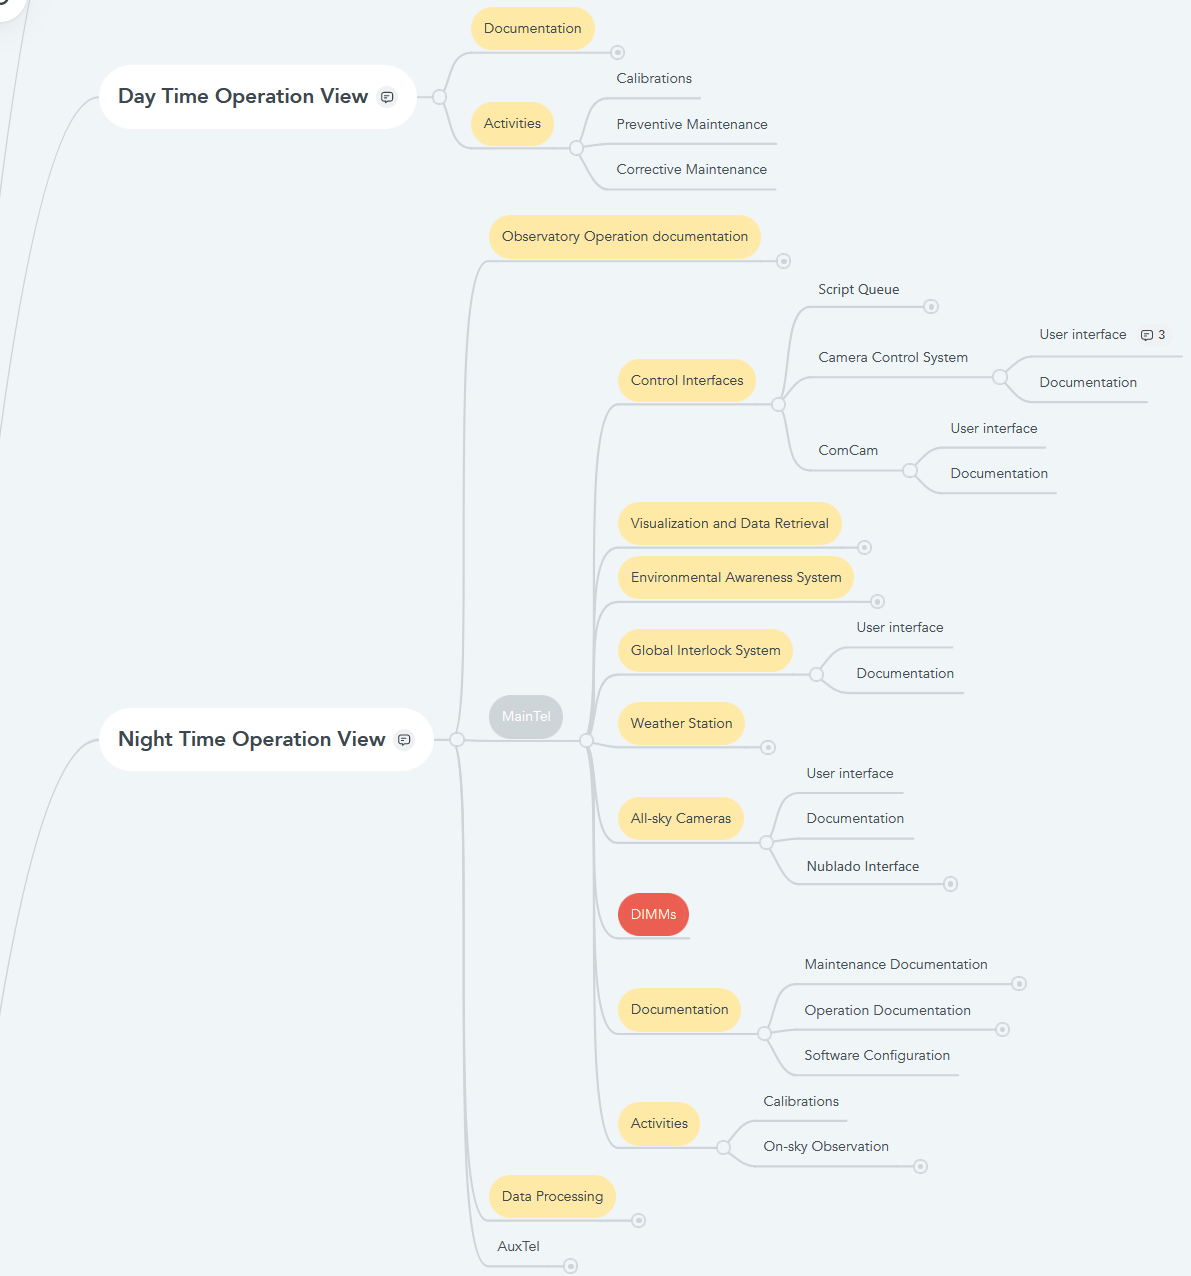 Documentation
Day Time Operation View
Calibrations
Activities
Preventive Maintenance
Corrective Maintenance
Observatory Operation documentation
Script Queue
User interface 3
Camera Control System
Control Interfaces
Documentation
User interface
ComCam
Documentation
Visualization and Data Retrieval
Environmental Awareness System
User interface
Global Interlock System
Documentation
MainTel
Weather Station
Night Time Operation View
User interface
All-sky Cameras
Documentation
Nublado Interface
DIMMs
Maintenance Documentation
Documentation
Operation Documentation
Software Configuration
Calibrations
Activities
On-sky Observation
Data Processing
AuxTel